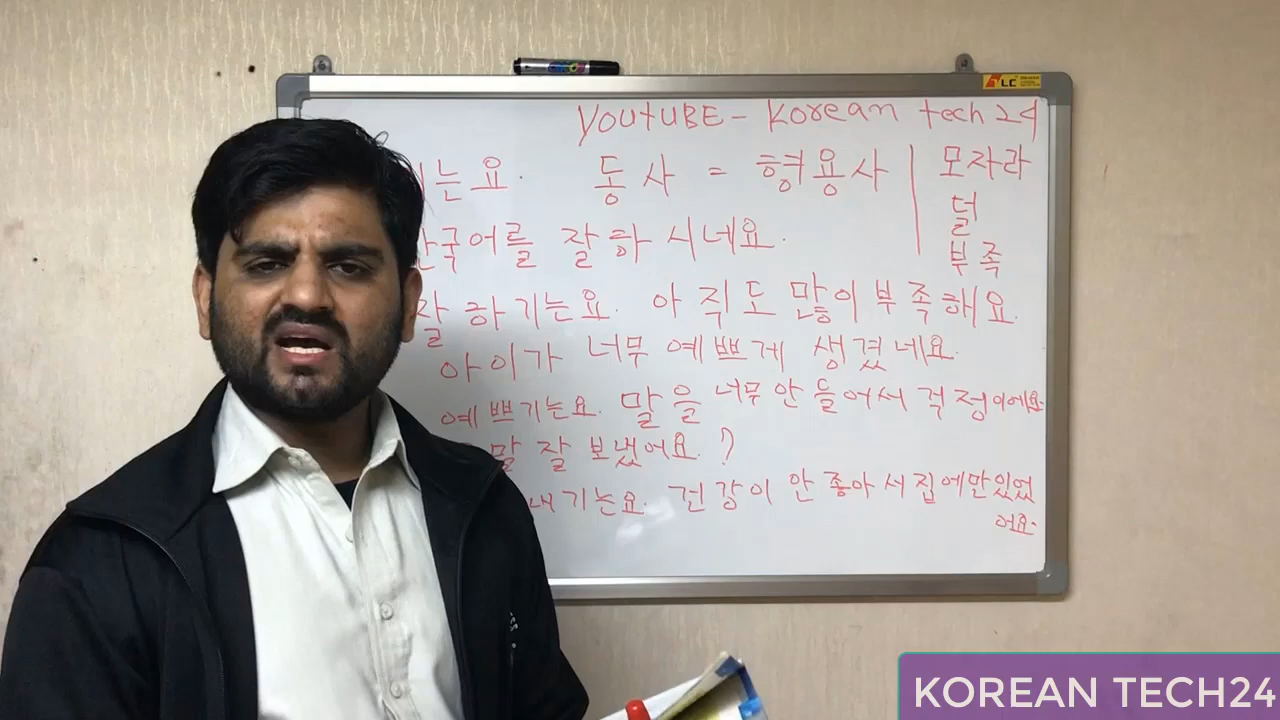 YOUTUBE - Korean tech 24
는요. 동사 = 형용사 모자라
덜
부족
국어를 잘하시네요.
잘하기는요. 아직도 많이 부족해요.
아이가 너무 예쁘게 생겼네요.
예쁘기는요. 말을 너무 안 들어서 걱정이에요.
말 잘 보냈어요?
내기는요. 건강이 안 좋아서 집에만 있었
어요.
KOREAN TECH24